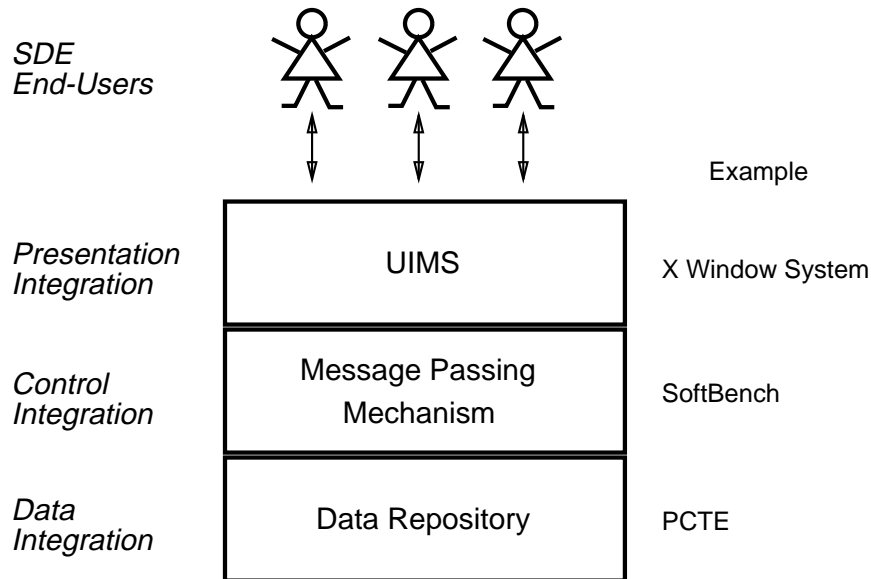 SDE
End-Users
Example
Presentation
Integration
UIMS
X Window System
Control
Integration
Message Passing
Mechanism
SoftBench
Data
Integration
Data Repository
PCTE